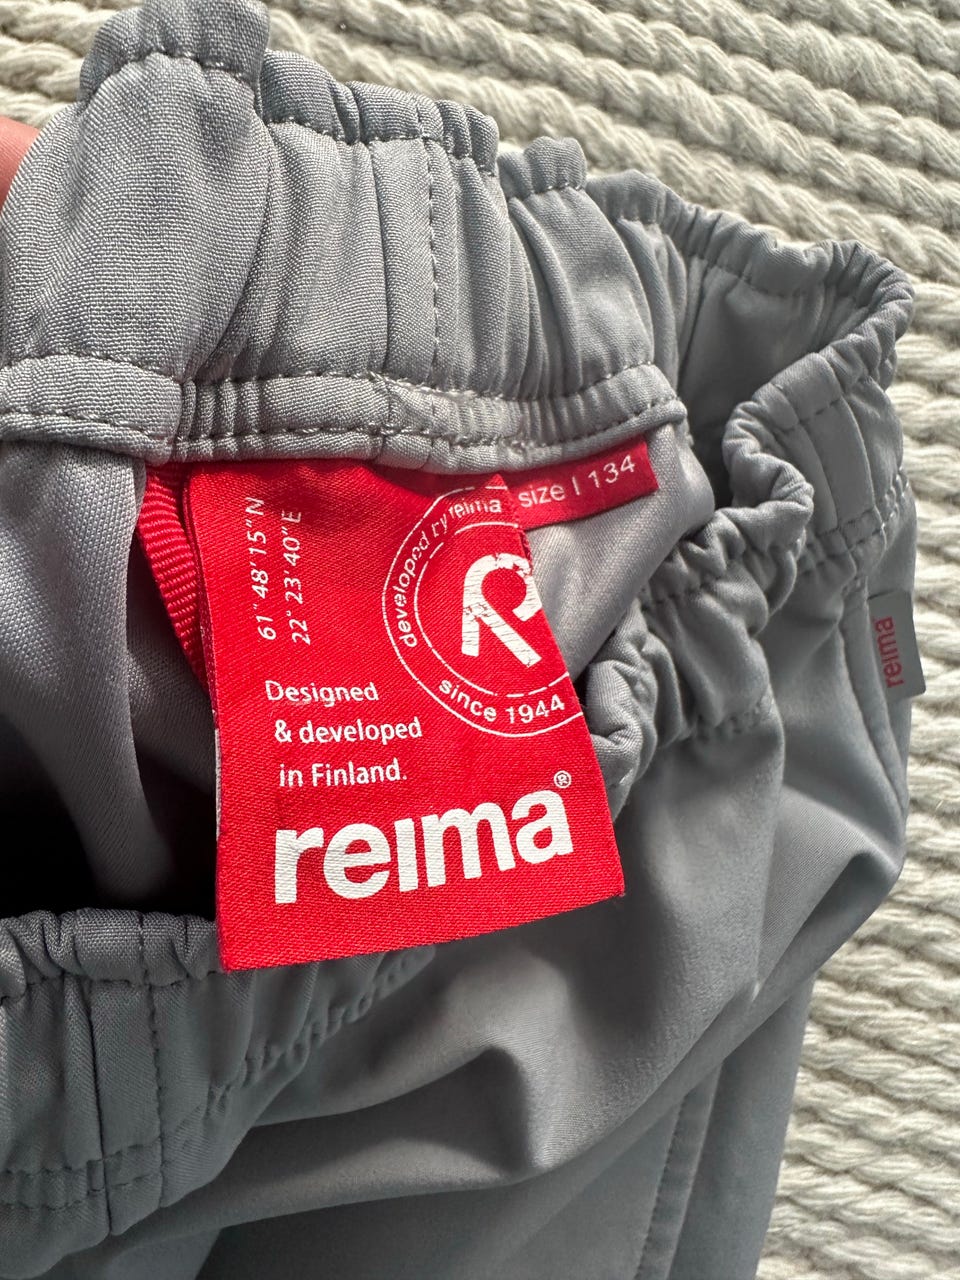 size | 134
61° 48' 15" N
22° 23' 40" E
developed by reima
R
since 1944
Designed
& developed
in Finland.
reima®
reima